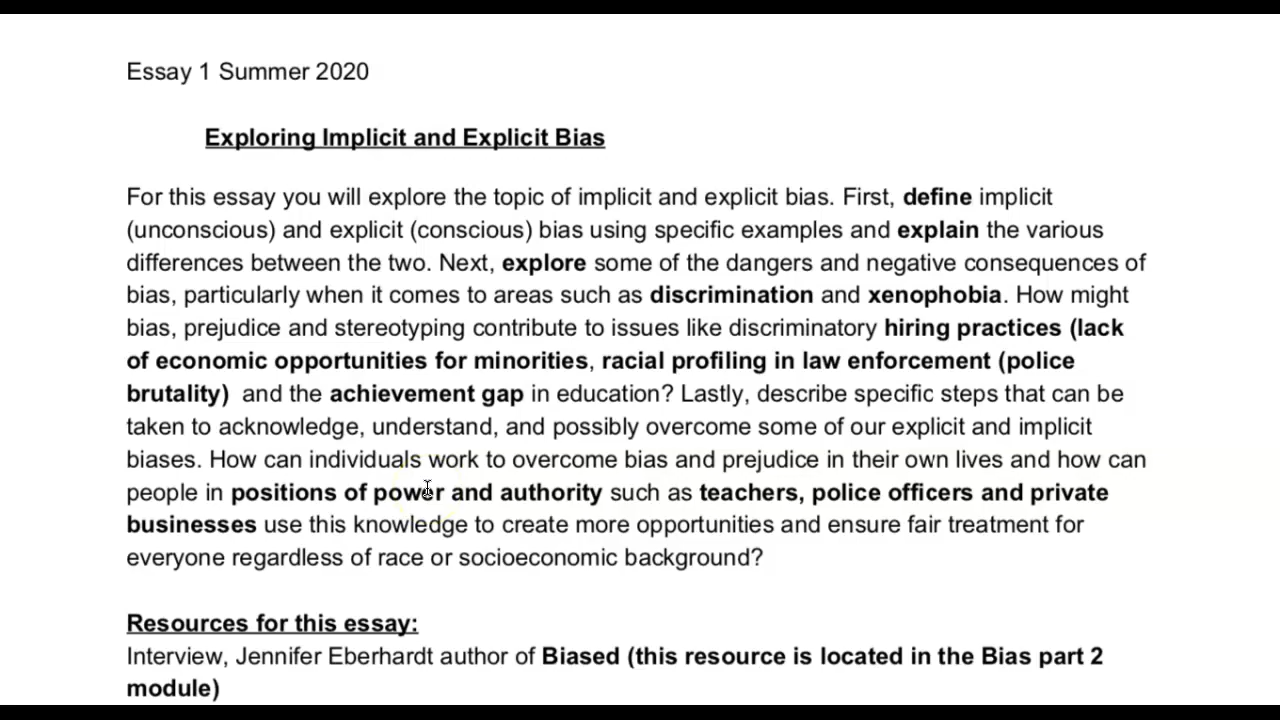 Essay 1 Summer 2020
Exploring Implicit and Explicit Bias
For this essay you will explore the topic of implicit and explicit bias. First, define implicit
(unconscious) and explicit (conscious) bias using specific examples and explain the various
differences between the two. Next, explore some of the dangers and negative consequences of
bias, particularly when it comes to areas such as discrimination and xenophobia. How might
bias, prejudice and stereotyping contribute to issues like discriminatory hiring practices (lack
of economic opportunities for minorities, racial profiling in law enforcement (police
brutality)  and the achievement gap in education? Lastly, describe specific steps that can be
taken to acknowledge, understand, and possibly overcome some of our explicit and implicit
biases. How can individuals work to overcome bias and prejudice in their own lives and how can
people in positions of power and authority such as teachers, police officers and private
businesses use this knowledge to create more opportunities and ensure fair treatment for
everyone regardless of race or socioeconomic background?
Resources for this essay:
Interview, Jennifer Eberhardt author of Biased (this resource is located in the Bias part 2
module)